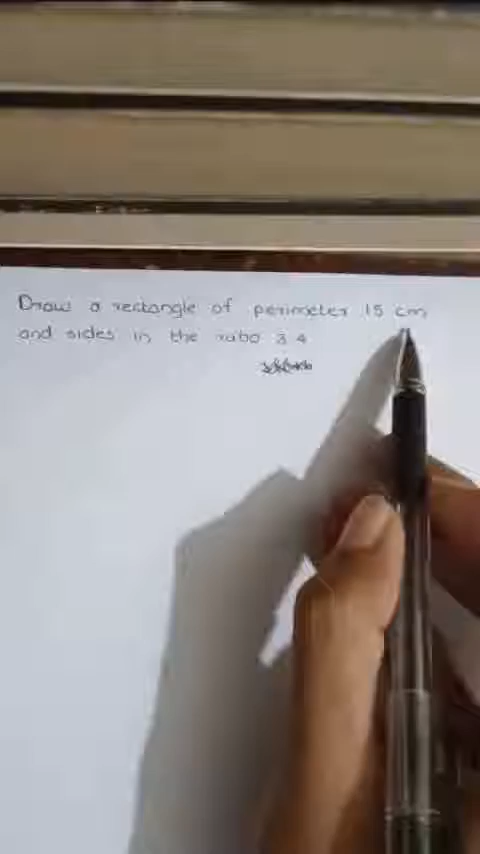 Draw a rectangle of perimeter 15 cm
and sides in the ratio 3:4